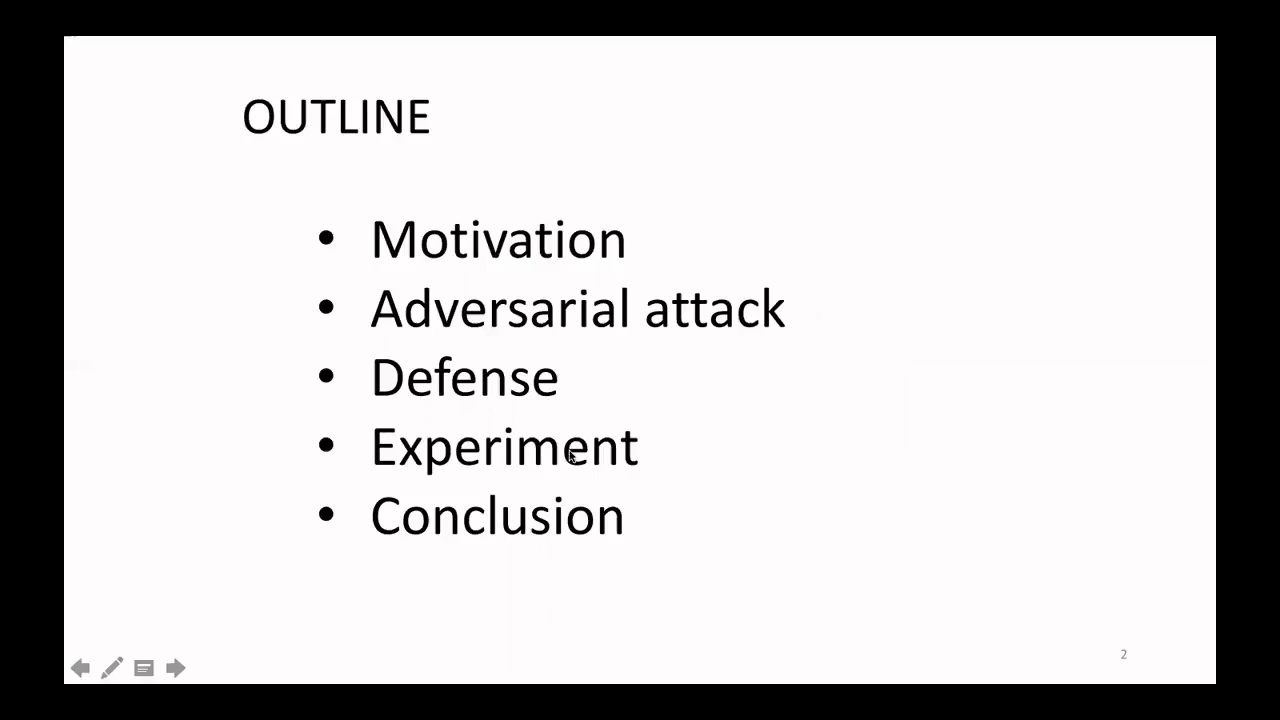 OUTLINE
• Motivation
• Adversarial attack
• Defense
• Experiment
• Conclusion
2